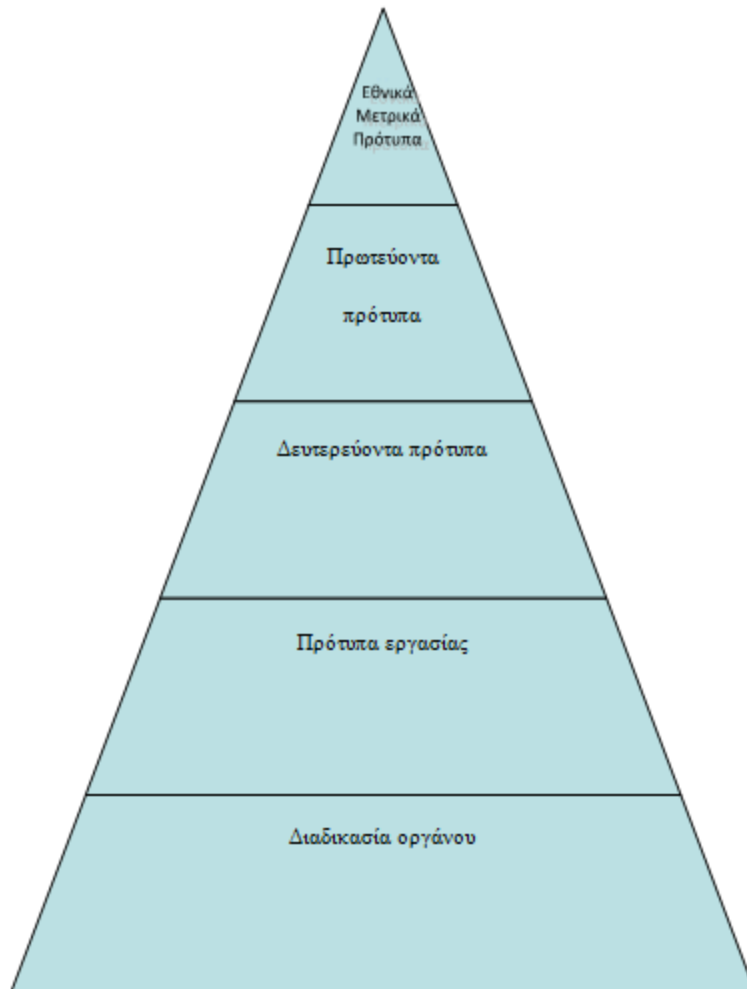 Εθνικά
Μετρικά
Πρότυπα
Πρωτεύοντα
πρότυπα
Δευτερεύοντα πρότυπα
Πρότυπα εργασίας
Διαδικασία οργάνου